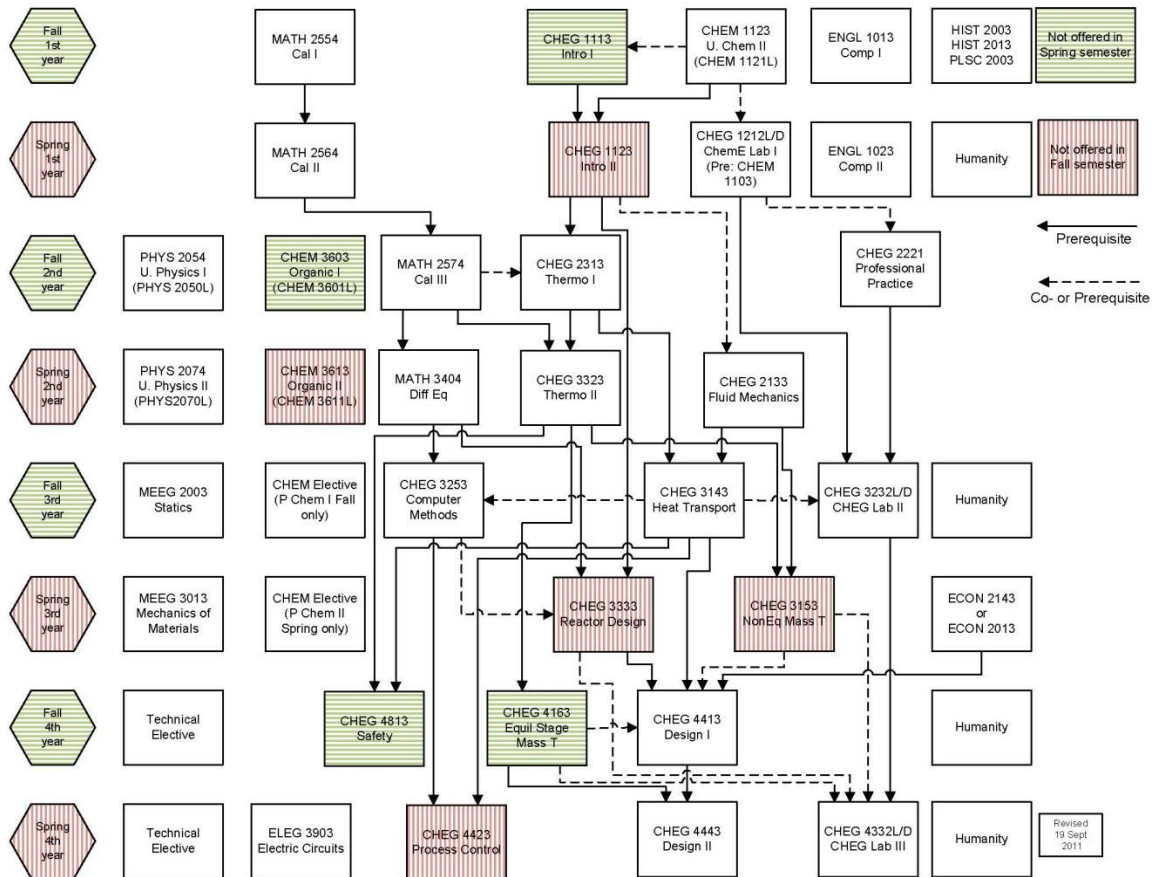 Fall
1st
year
MATH 2554
Cal I
CHEG 1113
Intro I
CHEM 1123
U. Chem II
(CHEM 1121L)
ENGL 1013
Comp I
HIST 2003
HIST 2013
PLSC 2003
Not offered in
Spring semester
Spring
1st
year
MATH 2564
Cal II
CHEG 1123
Intro II
CHEG 1212L/D
ChemE Lab I
(Pre: CHEM
1103)
ENGL 1023
Comp II
Humanity
Not offered in
Fall semester
Prerequisite
Co- or Prerequisite
Fall
2nd
year
PHYS 2054
U. Physics I
(PHYS 2050L)
CHEM 3603
Organic I
(CHEM 3601L)
MATH 2574
Cal III
CHEG 2313
Thermo I
CHEG 2221
Professional
Practice
Spring
2nd
year
PHYS 2074
U. Physics II
(PHYS2070L)
CHEM 3613
Organic II
(CHEM 3611L)
MATH 3404
Diff Eq
CHEG 3323
Thermo II
CHEG 2133
Fluid Mechanics
Fall
3rd
year
MEEG 2003
Statics
CHEM Elective
(P Chem I Fall
only)
CHEG 3253
Computer
Methods
CHEG 3143
Heat Transport
CHEG 3232L/D
CHEG Lab II
Humanity
Spring
3rd
year
MEEG 3013
Mechanics of
Materials
CHEM Elective
(P Chem II
Spring only)
CHEG 3333
Reactor Design
CHEG 3153
NonEq Mass T
ECON 2143
or
ECON 2013
Fall
4th
year
Technical
Elective
CHEG 4813
Safety
CHEG 4163
Equil Stage
Mass T
CHEG 4413
Design I
Humanity
Spring
4th
year
Technical
Elective
ELEG 3903
Electric Circuits
CHEG 4423
Process Control
CHEG 4443
Design II
CHEG 4332L/D
CHEG Lab III
Humanity
Revised
19 Sept
2011